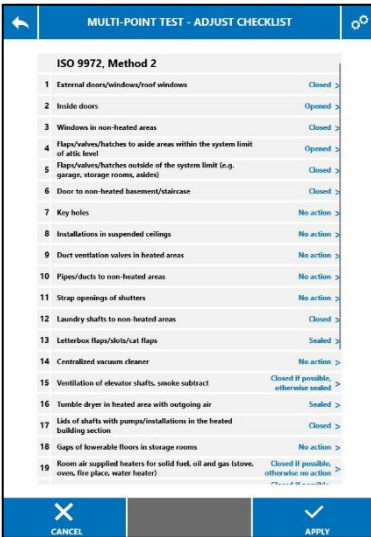 MULTI-POINT TEST - ADJUST CHECKLIST
ISO 9972, Method 2
1 External doors/windows/roof windows Closed >
2 Inside doors Opened >
3 Windows in non-heated areas Closed >
4 Flaps/valves/hatches to aside areas within the system limit
of attic level Opened >
5 Flaps/valves/hatches outside of the system limit (e.g.
garage, storage rooms, asides) Closed >
6 Door to non-heated basement/staircase Closed >
7 Key holes No action >
8 Installations in suspended ceilings No action >
9 Duct ventilation valves in heated areas No action >
10 Pipes/ducts to non-heated areas No action >
11 Strap openings of shutters No action >
12 Laundry shafts to non-heated areas Closed >
13 Letterbox flaps/slots/cat flaps Sealed >
14 Centralized vacuum cleaner No action >
15 Ventilation of elevator shafts, smoke subtract Closed if possible,
otherwise sealed >
16 Tumble dryer in heated area with outgoing air Sealed >
17 Lids of shafts with pumps/installations in the heated
building section Closed >
18 Gaps of lowerable floors in storage rooms No action >
19 Room air supplied heaters for solid fuel, oil and gas (stove, Closed if possible,
oven, fire place, water heater) otherwise no action >
Closed if possible,
CANCEL
APPLY